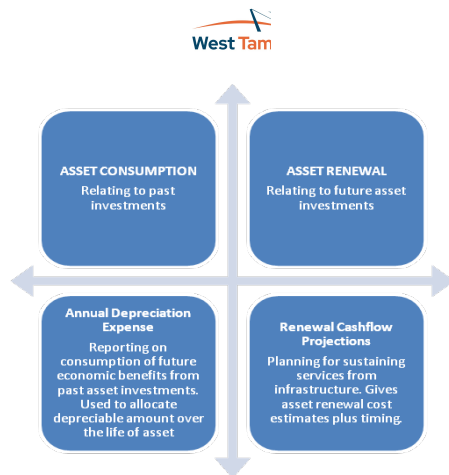 West Tam
ASSET CONSUMPTION
Relating to past
investments
ASSET RENEWAL
Relating to future asset
investments
Annual Depreciation
Expense
Reporting on
consumption of future
economic benefits from
past asset investments.
Used to allocate
depreciable amount over
the life of asset
Renewal Cashflow
Projections
Planning for sustaining
services from
infrastructure. Gives
asset renewal cost
estimates plus timing.